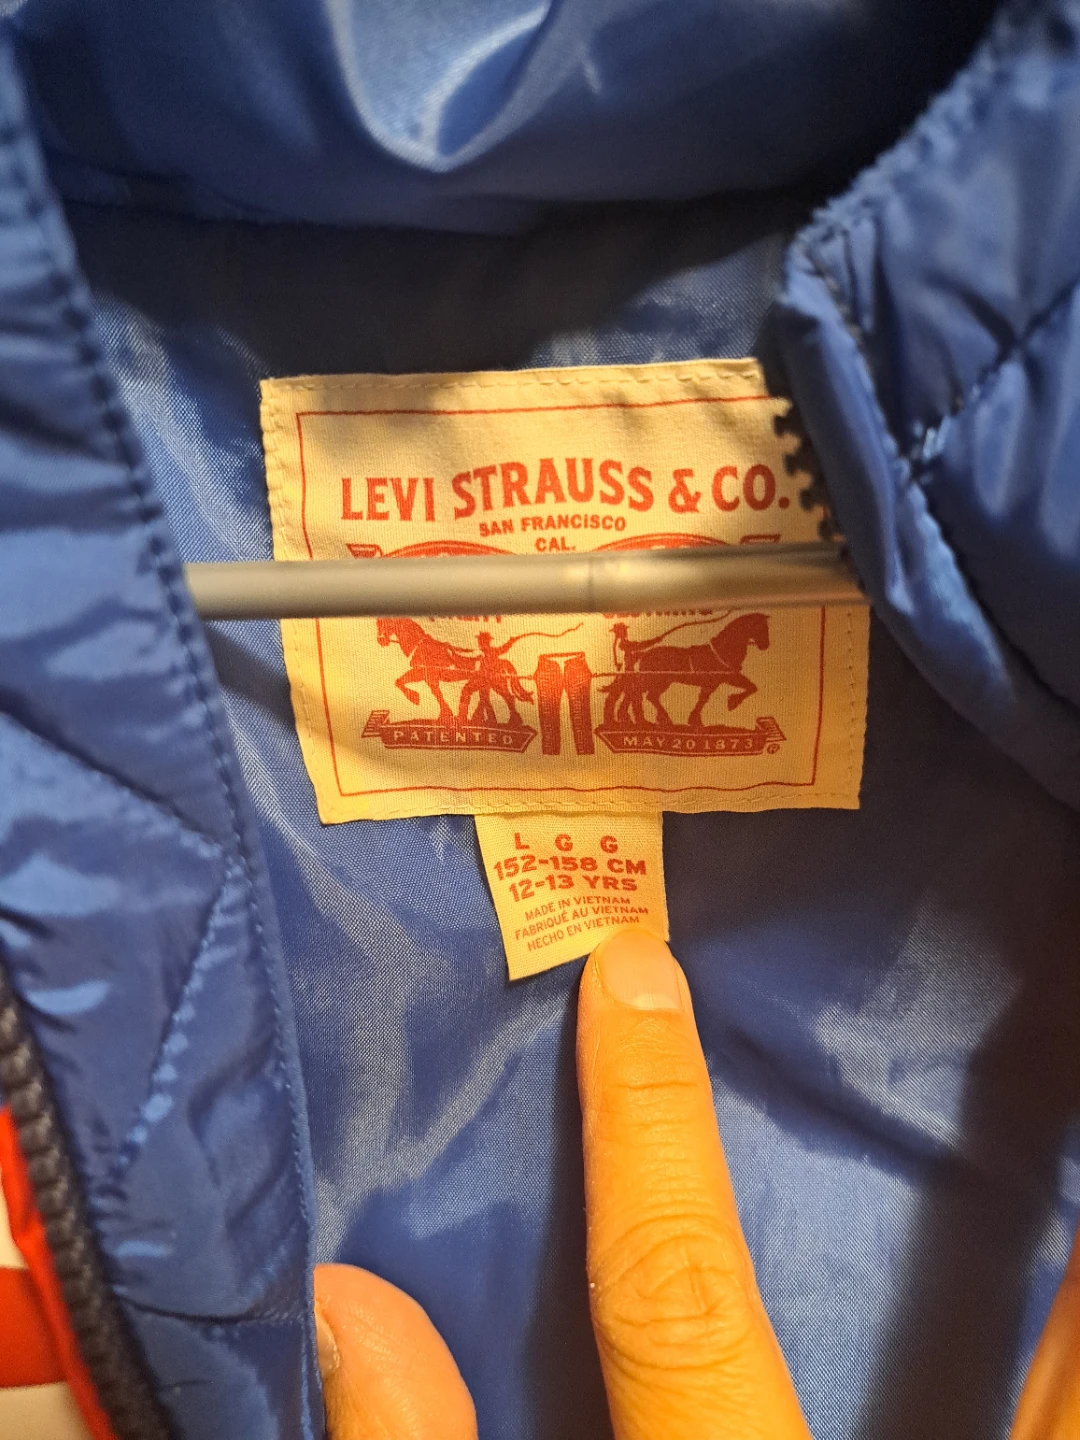 LEVI STRAUSS & CO.
SAN FRANCISCO
CAL.
PATENTED
MAY 20 1873 ®
L G G
152-158 CM
12-13 YRS
MADE IN VIETNAM
FABRIQUÉ AU VIETNAM
HECHO EN VIETNAM